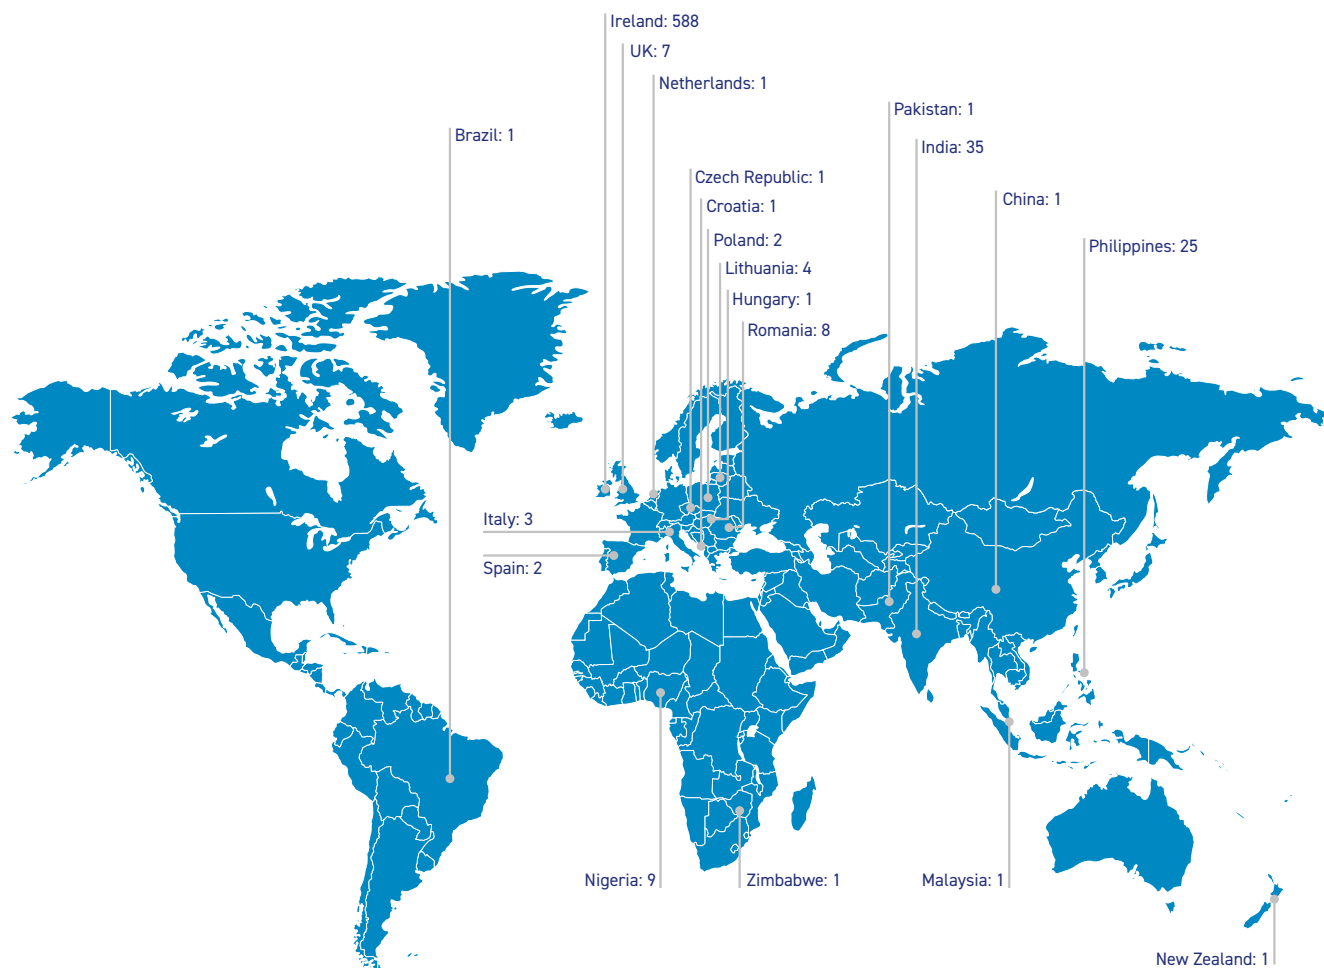 Ireland: 588
UK: 7
Netherlands: 1
Pakistan: 1
Brazil: 1
India: 35
Czech Republic: 1
China: 1
Croatia: 1
Poland: 2
Philippines: 25
Lithuania: 4
Hungary: 1
Romania: 8
Italy: 3
Spain: 2
Nigeria: 9
Zimbabwe: 1
Malaysia: 1
New Zealand: 1